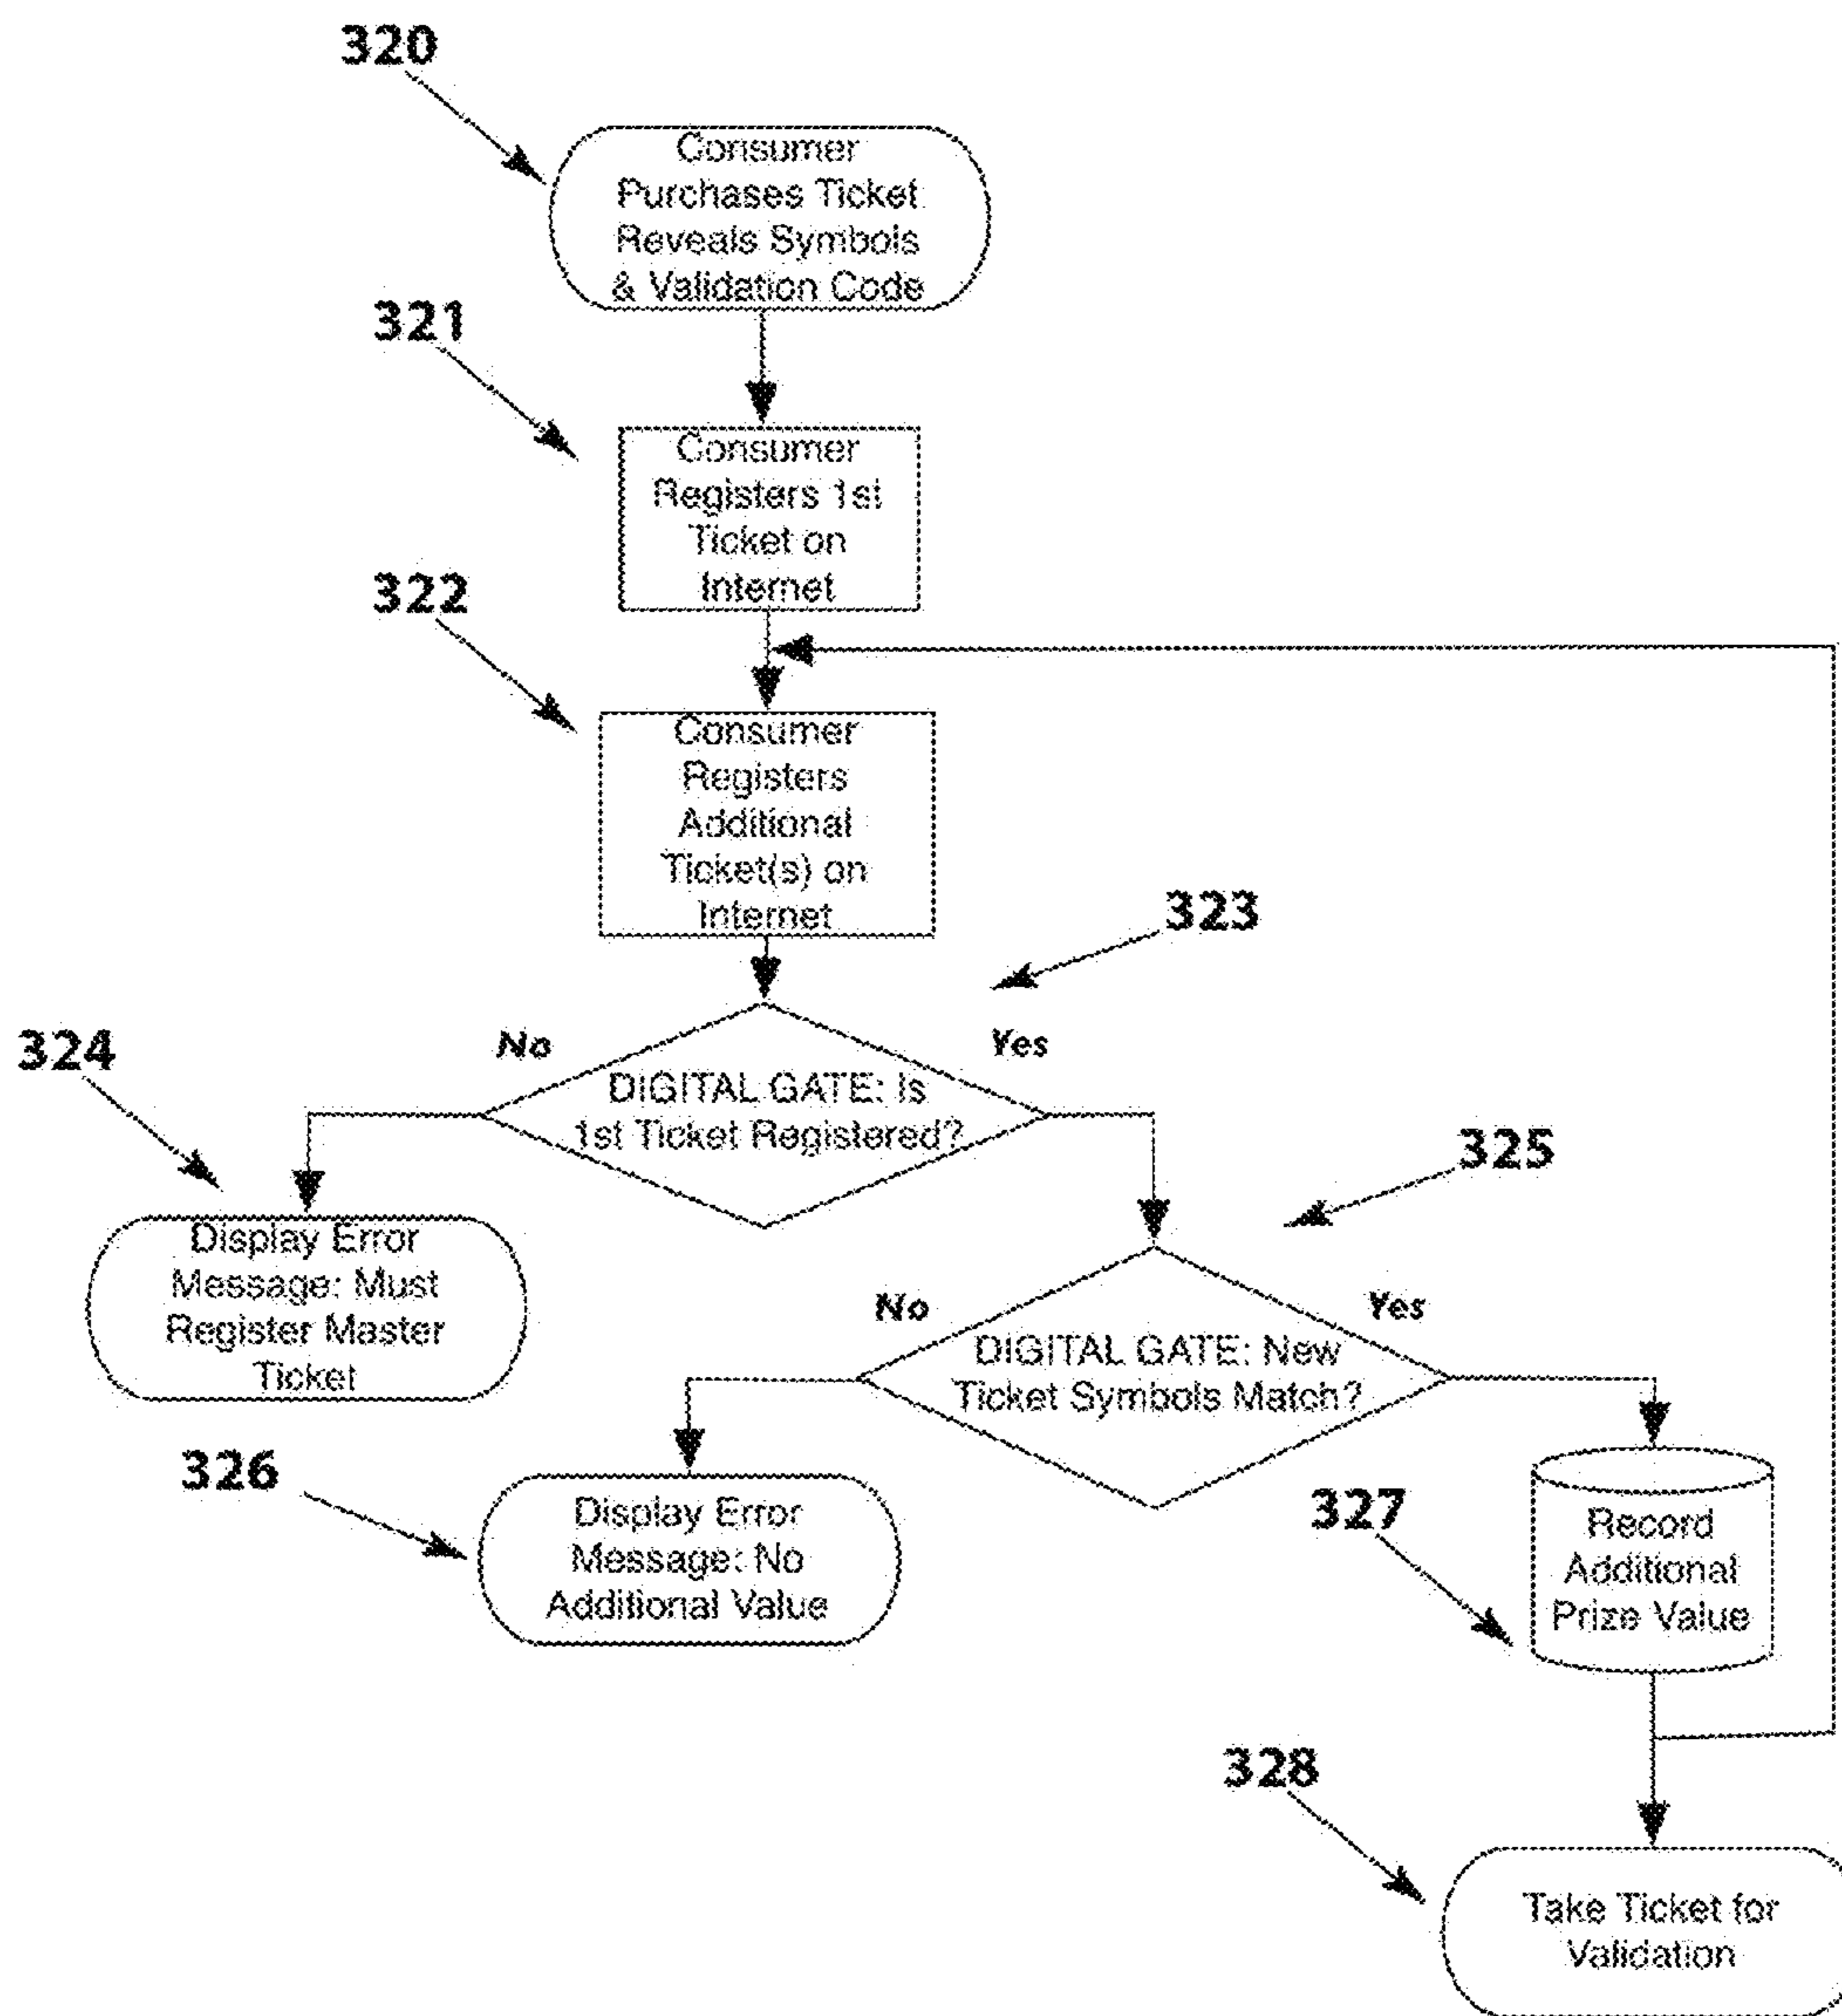 320
Consumer
Purchases Ticket
Reveals Symbols
& Validation Code
321
Consumer
Registers 1st
Ticket on
Internet
322
Consumer
Registers
Additional
Ticket(s) on
Internet
323
No
Yes
DIGITAL GATE: Is
1st Ticket Registered?
324
Display Error
Message: Must
Register Master
Ticket
325
No
Yes
DIGITAL GATE: New
Ticket Symbols Match?
326
Display Error
Message: No
Additional Value
327
Record
Additional
Prize Value
328
Take Ticket for
Validation